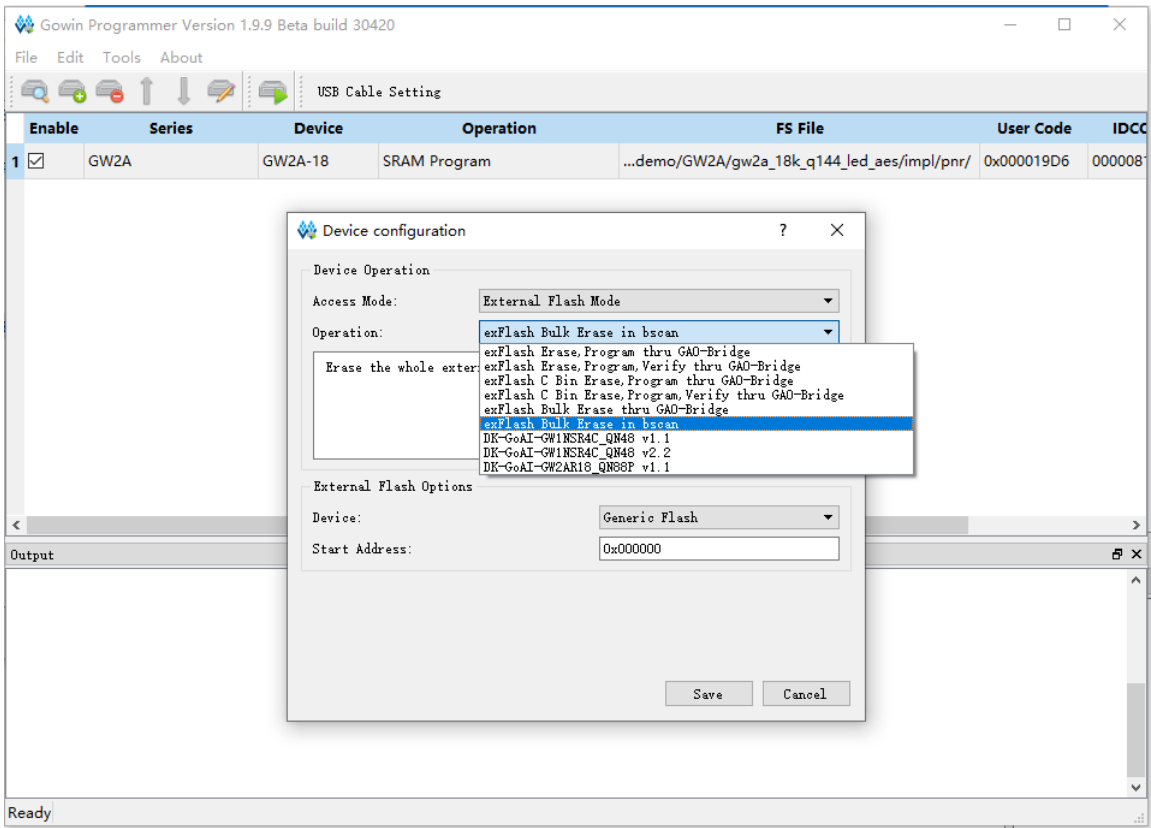 Gowin Programmer Version 1.9.9 Beta build 30420
File Edit Tools About
USB Cable Setting
Enable Series Device Operation FS File User Code IDCC
1 GW2A GW2A-18 SRAM Program ...demo/GW2A/gw2a_18k_q144_led_aes/impl/pnr/ 0x000019D6 000008
Device configuration ?
Device Operation
Access Mode: External Flash Mode
Operation: exFlash Bulk Erase in bscan
Erase the whole exter
exFlash Erase,Program thru GAO-Bridge
exFlash Erase,Program,Verify thru GAO-Bridge
exFlash C Bin Erase,Program thru GAO-Bridge
exFlash C Bin Erase,Program,Verify thru GAO-Bridge
exFlash Bulk Erase thru GAO-Bridge
exFlash Bulk Erase in bscan
DK-GoAI-GW1NSR4C_QN48 v1.1
DK-GoAI-GW1NSR4C_QN48 v2.2
DK-GoAI-GW2AR18_QN88P v1.1
External Flash Options
Device: Generic Flash
Start Address: 0x000000
Save Cancel
Output
Ready